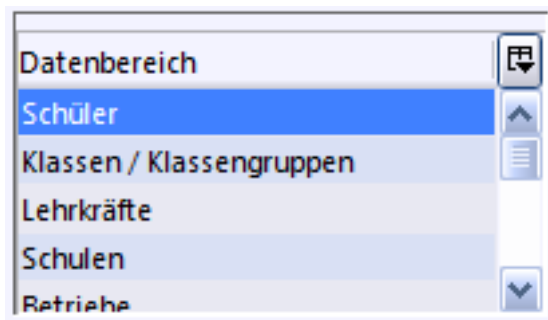 Datenbereich
Schüler
Klassen / Klassengruppen
Lehrkräfte
Schulen
Betriebe